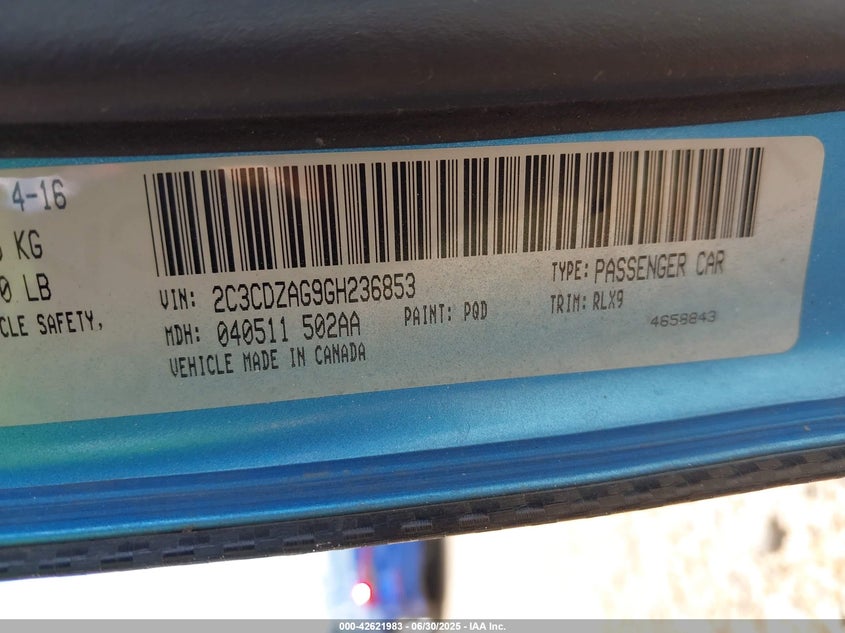 4-16
KG
0 LB
CLE SAFETY,
VIN: 2C3CDZAG9GH236853 TYPE: PASSENGER CAR
MDH: 040511 502AA PAINT: PQD TRIM: RLX9
VEHICLE MADE IN CANADA 4658843
000-42621983 - 06/30/2025 - IAA Inc.